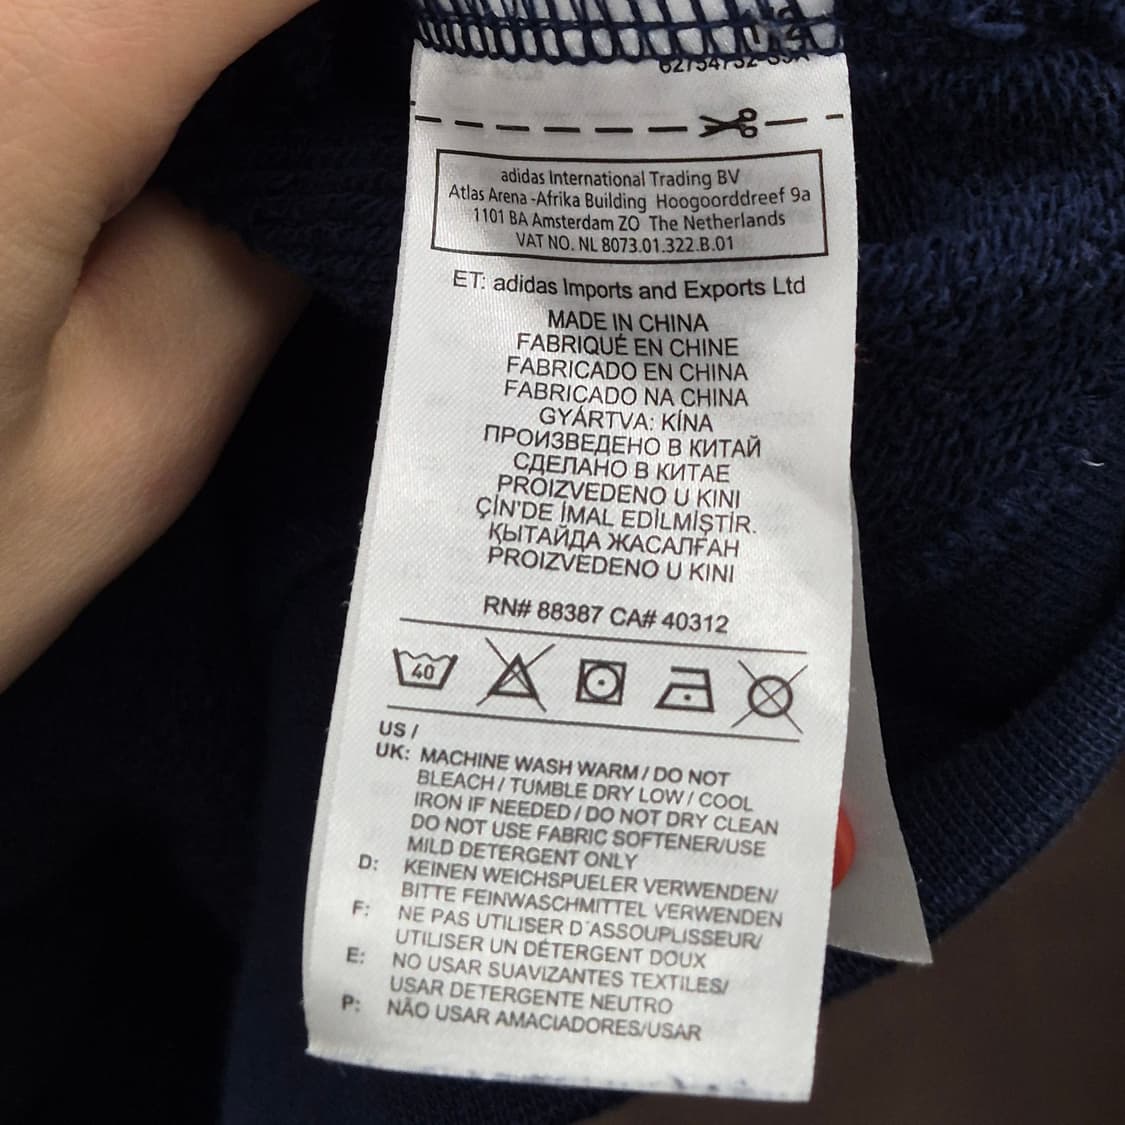 adidas International Trading BV
Atlas Arena -Afrika Building Hoogoorddreef 9a
1101 BA Amsterdam ZO The Netherlands
VAT NO. NL 8073.01.322.B.01
ET: adidas Imports and Exports Ltd
MADE IN CHINA
FABRIQUÉ EN CHINE
FABRICADO EN CHINA
FABRICADO NA CHINA
GYÁRTVA: KÍNA
ПРОИЗВЕДЕНО В КИТАЙ
СДЕЛАНО В КИТАЕ
PROIZVEDENO U KINI
ÇİN'DE İMAL EDİLMİŞTİR.
ҚЫТАЙДА ЖАСАЛҒАН
PROIZVEDENO U KINI
RN# 88387 CA# 40312
40
US /
UK: MACHINE WASH WARM / DO NOT
BLEACH / TUMBLE DRY LOW / COOL
IRON IF NEEDED / DO NOT DRY CLEAN
DO NOT USE FABRIC SOFTENER/USE
MILD DETERGENT ONLY
D: KEINEN WEICHSPUELER VERWENDEN/
BITTE FEINWASCHMITTEL VERWENDEN
F: NE PAS UTILISER D´ASSOUPLISSEUR/
UTILISER UN DÉTERGENT DOUX
E: NO USAR SUAVIZANTES TEXTILES/
USAR DETERGENTE NEUTRO
P: NÃO USAR AMACIADORES/USAR